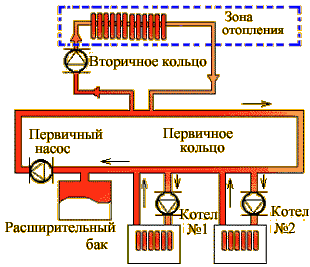 Зона
отопления
Вторичное кольцо
Первичный
насос
Первичное
кольцо
Расширительный
бак
Котел
№1
Котел
№2